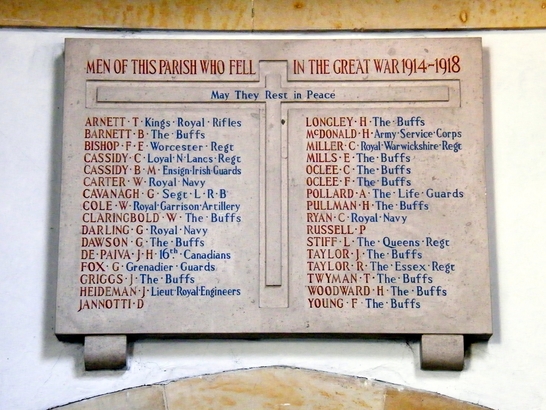 MEN OF THIS PARISH WHO FELL IN THE GREAT WAR 1914-1918
May They Rest in Peace
ARNETT · T · Kings · Royal · Rifles
BARNETT · B · The · Buffs
BISHOP · F · E · Worcester · Regt
CASSIDY · C · Loyal · N · Lancs · Regt
CASSIDY · B · M · Ensign · Irish · Guards
CARTER · W · Royal · Navy
CAVANAGH · G · Sergt · L · R · B
COLE · W · Royal · Garrison · Artillery
CLARINGBOLD · W · The · Buffs
DARLING · G · Royal · Navy
DAWSON · G · The · Buffs
DE · PAIVA · J · H · 16th · Canadians
FOX · G · Grenadier · Guards
GRIGGS · J · The · Buffs
HEIDEMAN · J · Lieut · Royal · Engineers
JANNOTTI · D
LONGLEY · H · The · Buffs
McDONALD · H · Army · Service · Corps
MILLER · C · Royal · Warwickshire · Regt
MILLS · E · The · Buffs
OCLEE · C · The · Buffs
OCLEE · F · The · Buffs
POLLARD · A · The · Life · Guards
PULLMAN · H · The · Buffs
RYAN · C · Royal · Navy
RUSSELL · P
STIFF · L · The · Queens · Regt
TAYLOR · J · The · Buffs
TAYLOR · R · The · Essex · Regt
TWYMAN · T · The · Buffs
WOODWARD · H · The · Buffs
YOUNG · F · The · Buffs